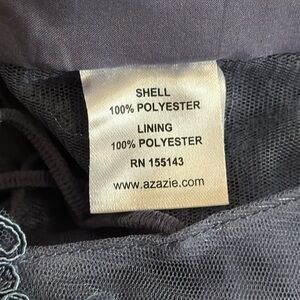 SHELL
100% POLYESTER
LINING
100% POLYESTER
RN 155143
www.azazie.com